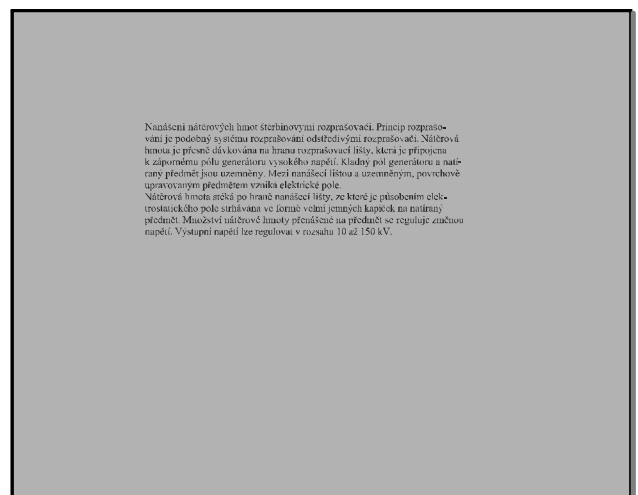 Nanášení nátěrových hmot štěrbinovými rozprašovači. Princip rozprašo-
vání je podobný systému rozprašování odstředivými rozprašovači. Nátěrová
hmota je přesně dávkována na hranu rozprašovací lišty, která je připojena
k zápornému pólu generátoru vysokého napětí. Kladný pól generátoru a natí-
raný předmět jsou uzemněny. Mezi nanášecí lištou a uzemněným, povrchově
upravovaným předmětem vzniká elektrické pole.
Nátěrová hmota stéká po hraně nanášecí lišty, ze které je působením elek-
trostatického pole strhávána ve formě velmi jemných kapiček na natíraný
předmět. Množství nátěrové hmoty přenášené na předmět se reguluje změnou
napětí. Výstupní napětí lze regulovat v rozsahu 10 až 150 kV.